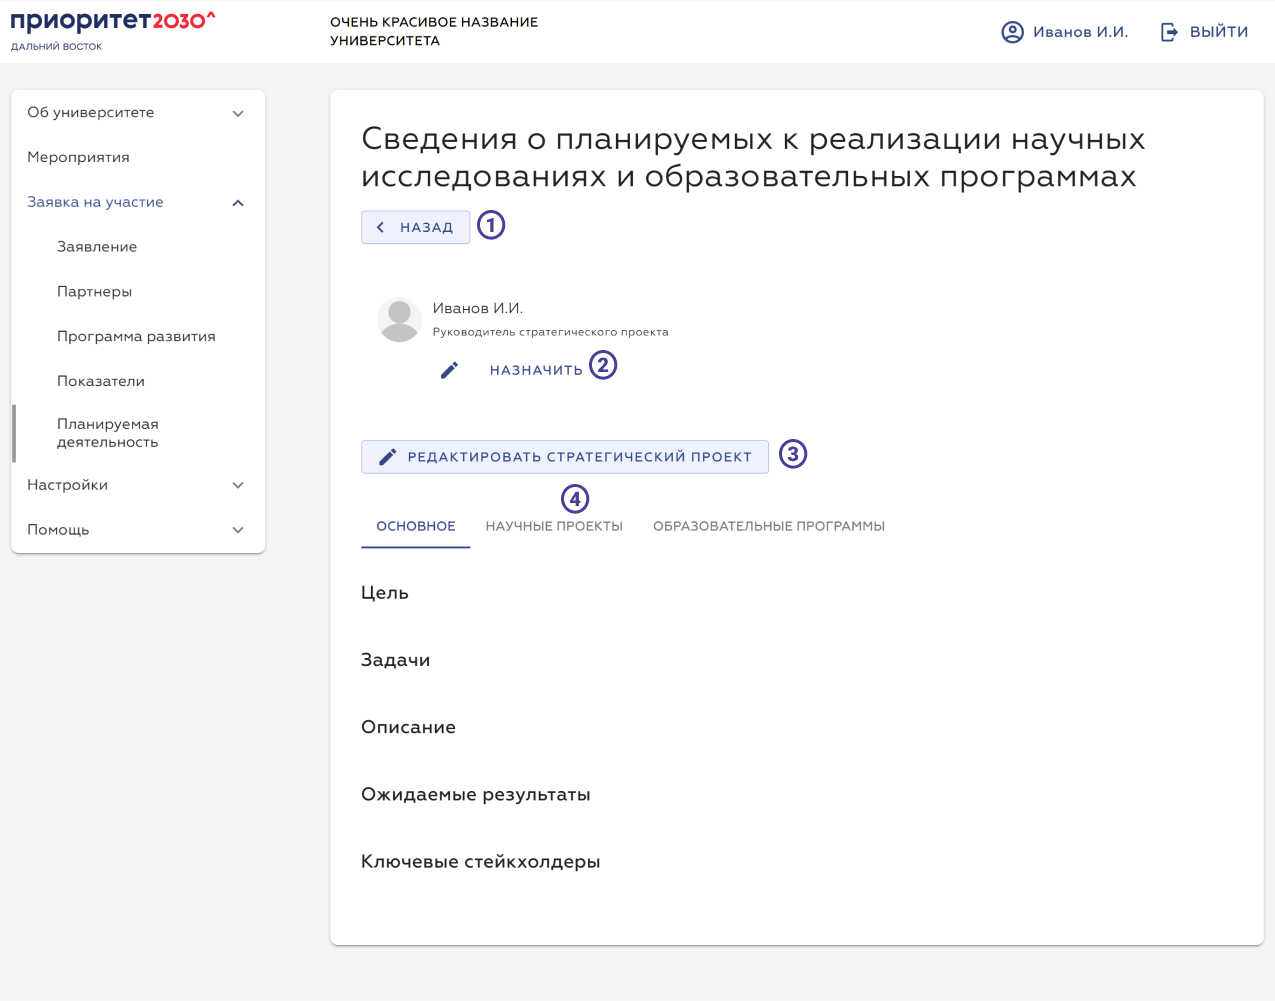 приоритет2030^
ДАЛЬНИЙ ВОСТОК
ОЧЕНЬ КРАСИВОЕ НАЗВАНИЕ
УНИВЕРСИТЕТА
Иванов И.И.
ВЫЙТИ
Об университете
Мероприятия
Заявка на участие
Заявление
Партнеры
Программа развития
Показатели
Планируемая
деятельность
Настройки
Помощь
Сведения о планируемых к реализации научных
исследованиях и образовательных программах
НАЗАД 1
Иванов И.И.
Руководитель стратегического проекта
НАЗНАЧИТЬ 2
РЕДАКТИРОВАТЬ СТРАТЕГИЧЕСКИЙ ПРОЕКТ 3
4
ОСНОВНОЕ НАУЧНЫЕ ПРОЕКТЫ ОБРАЗОВАТЕЛЬНЫЕ ПРОГРАММЫ
Цель
Задачи
Описание
Ожидаемые результаты
Ключевые стейкхолдеры